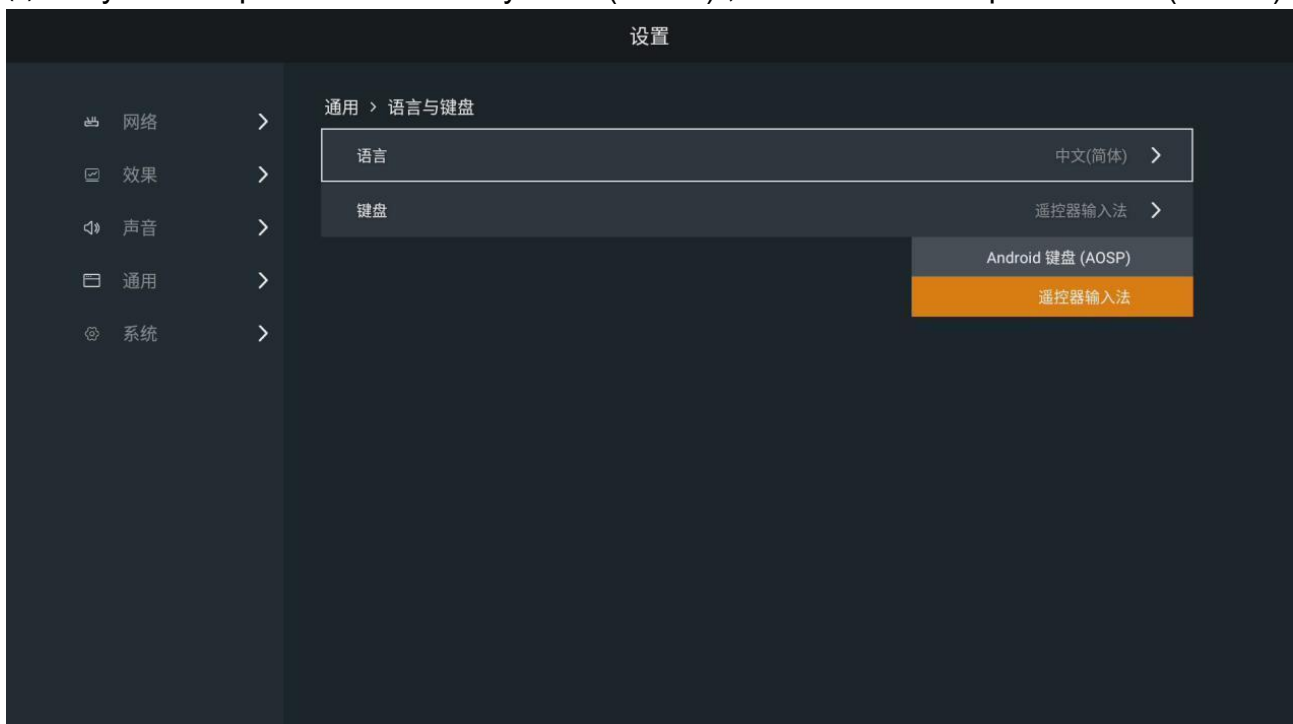 设置
网络
效果
声音
通用
系统
通用 > 语言与键盘
语言 中文(简体)
键盘 遥控器输入法
Android 键盘 (AOSP)
遥控器输入法